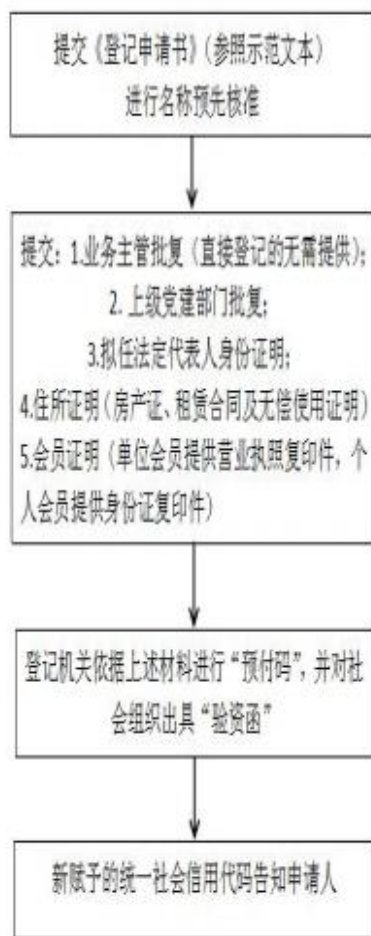 提交《登记申请书》（参照示范文本）
进行名称预先核准
提交：1.业务主管批复（直接登记的无需提供）；
2. 上级党建部门批复；
3.拟任法定代表人身份证明；
4.住所证明（房产证、租赁合同及无偿使用证明）
5.会员证明（单位会员提供营业执照复印件，个
人会员提供身份证复印件）
登记机关依据上述材料进行“预付码”，并对社
会组织出具“验资函”
新赋予的统一社会信用代码告知申请人